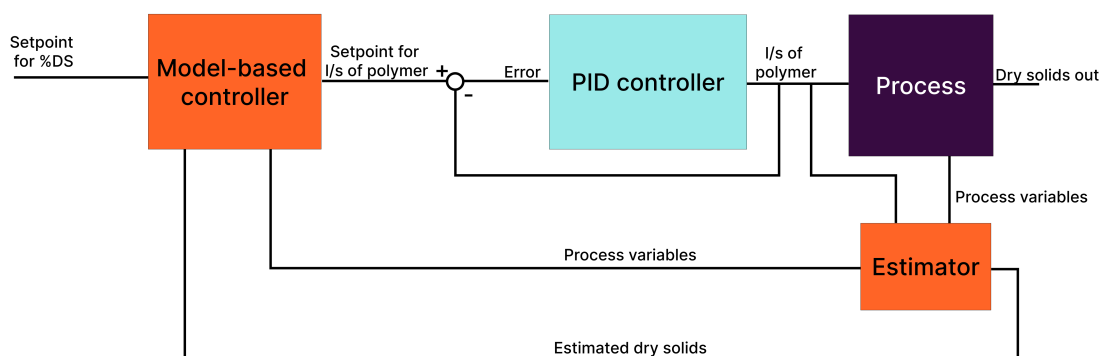 Setpoint
for %DS
Model-based
controller
Setpoint for
l/s of polymer
+
-
Error
PID controller
l/s of
polymer
Process
Dry solids out
Process variables
Process variables
Estimator
Estimated dry solids